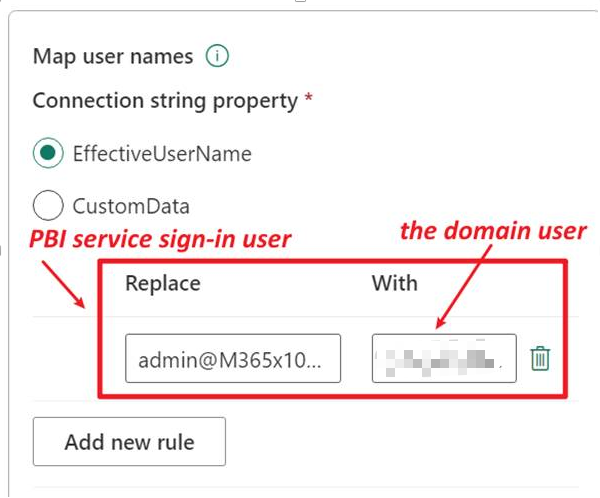 Map user names
Connection string property *
EffectiveUserName
CustomData
PBI service sign-in user
the domain user
Replace With
admin@M365x10...
Add new rule